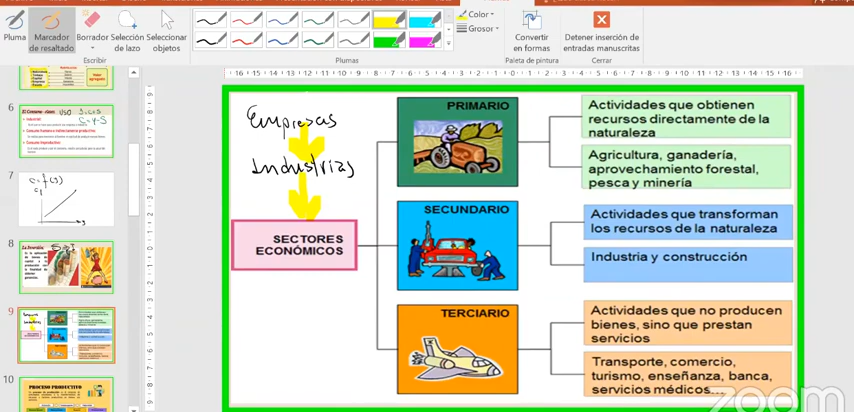 Pluma
Marcador
de resaltado
Borrador
Selección
de lazo
Seleccionar
objetos
Escribir
Plumas
Color
Grosor
Convertir
en formas
Paleta de pintura
Detener inserción de
entradas manuscritas
Cerrar
6
7
8
9
10
PROCESO PRODUCTIVO
Empresas
Industrias
SECTORES
ECONÓMICOS
PRIMARIO
Actividades que obtienen
recursos directamente de la
naturaleza
Agricultura, ganadería,
aprovechamiento forestal,
pesca y minería
SECUNDARIO
Actividades que transforman
los recursos de la naturaleza
Industria y construcción
TERCIARIO
Actividades que no producen
bienes, sino que prestan
servicios
Transporte, comercio,
turismo, enseñanza, banca,
servicios médicos...
zoom